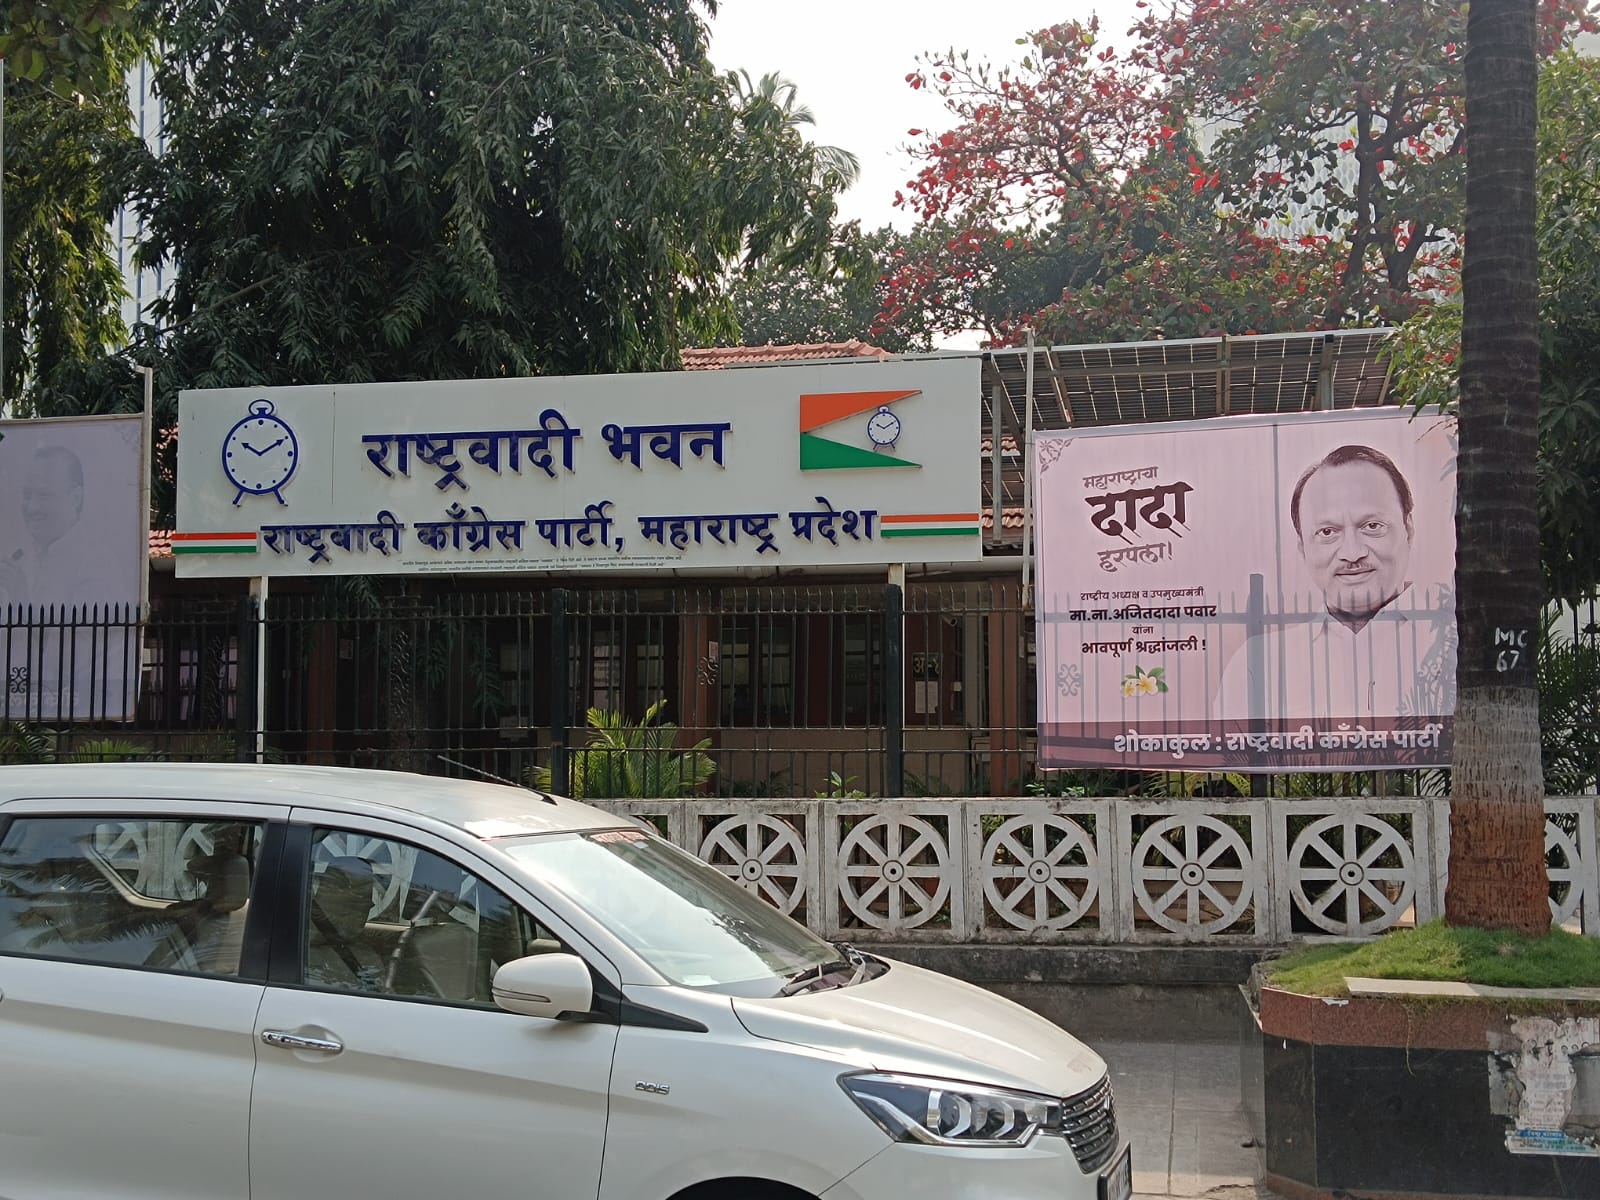 राष्ट्रवादी भवन
राष्ट्रवादी काँग्रेस पार्टी, महाराष्ट्र प्रदेश
महाराष्ट्राचा
दादा
हरपला!
राष्ट्रीय अध्यक्ष व उपमुख्यमंत्री
मा.ना.अजितदादा पवार
यांना
भावपूर्ण श्रद्धांजली!
शोकाकुल : राष्ट्रवादी काँग्रेस पार्टी
MC
67
DDIS